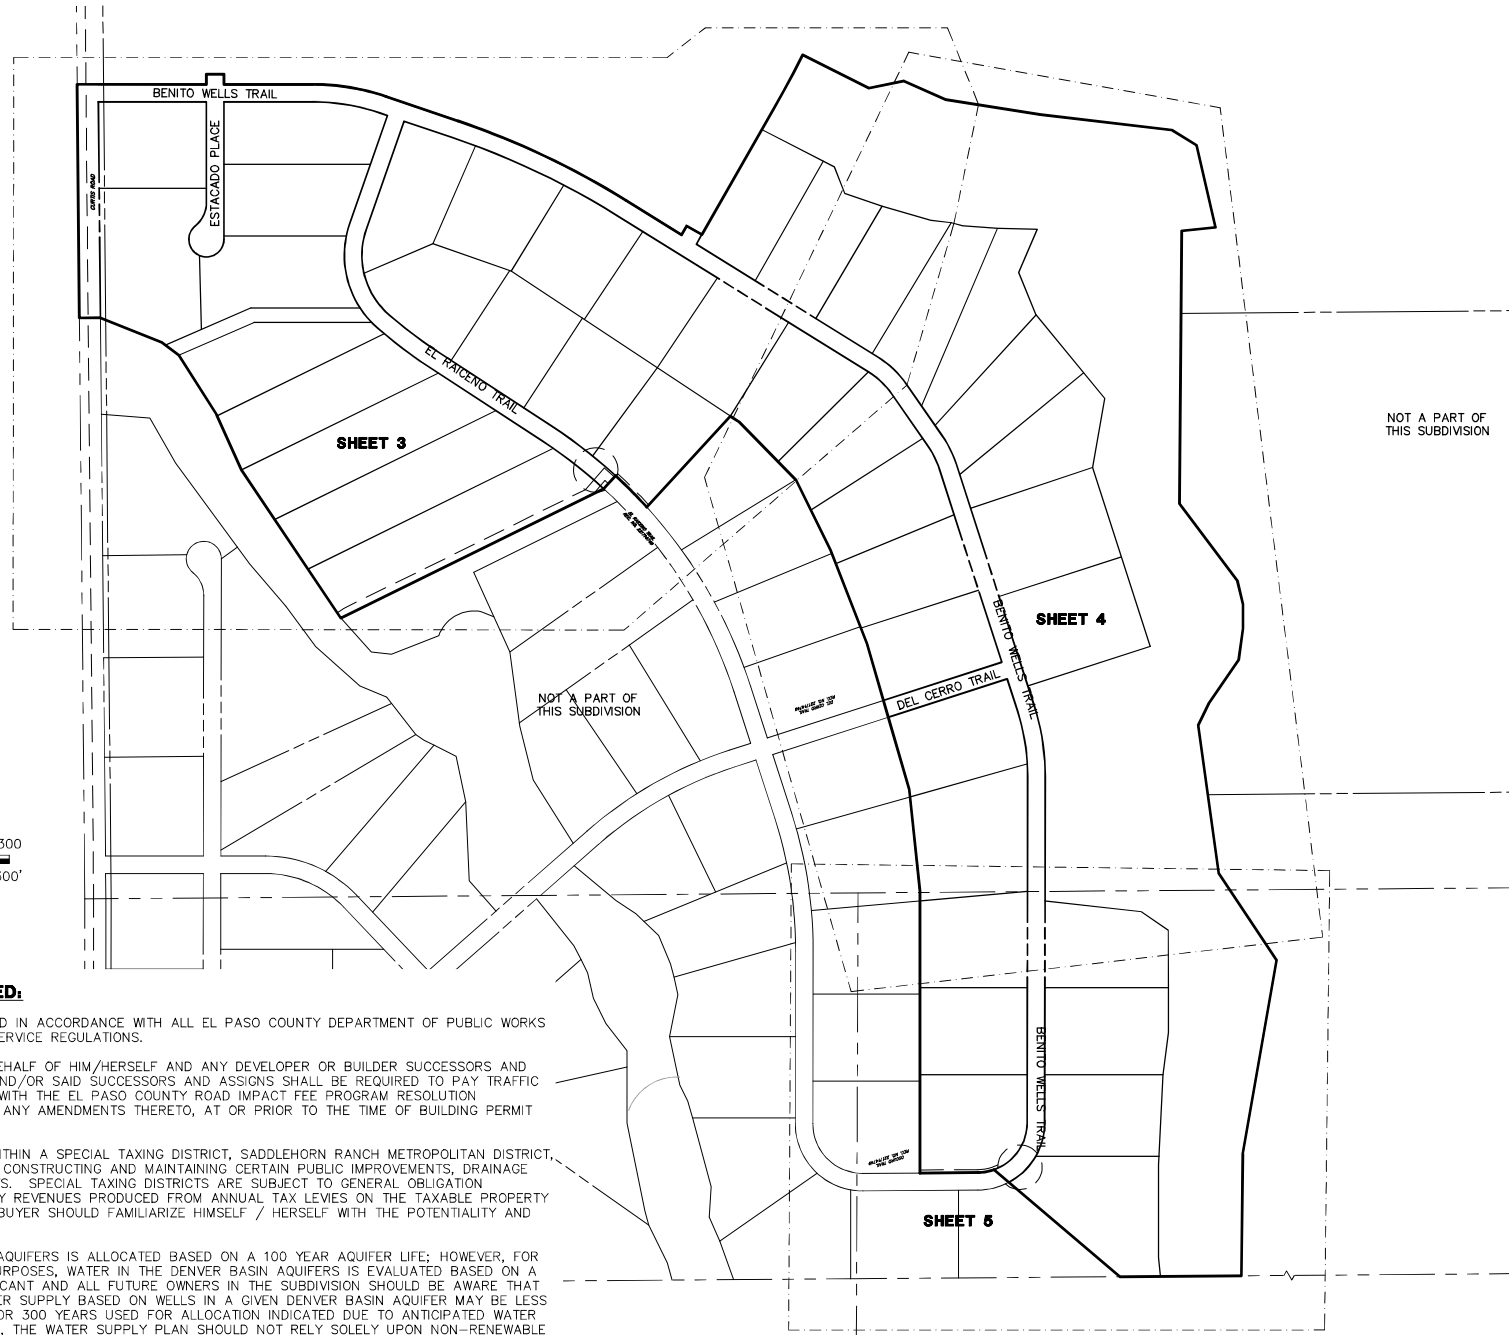 BENITO WELLS TRAIL
ESTACADO PLACE
CURTIS ROAD
EL RAICENO TRAIL
SHEET 3
NOT A PART OF
THIS SUBDIVISION
SHEET 4
BENITO WELLS TRAIL
DEL CERRO TRAIL
NOT A PART OF
THIS SUBDIVISION
DEL CERRO TRAIL
300
BENITO WELLS TRAIL
SHEET 5
ED:
D IN ACCORDANCE WITH ALL EL PASO COUNTY DEPARTMENT OF PUBLIC WORKS
ERVICE REGULATIONS.
EHALF OF HIM/HERSELF AND ANY DEVELOPER OR BUILDER SUCCESSORS AND
ND/OR SAID SUCCESSORS AND ASSIGNS SHALL BE REQUIRED TO PAY TRAFFIC
WITH THE EL PASO COUNTY ROAD IMPACT FEE PROGRAM RESOLUTION
ANY AMENDMENTS THERETO, AT OR PRIOR TO THE TIME OF BUILDING PERMIT
THIN A SPECIAL TAXING DISTRICT, SADDLEHORN RANCH METROPOLITAN DISTRICT,
CONSTRUCTING AND MAINTAINING CERTAIN PUBLIC IMPROVEMENTS, DRAINAGE
S. SPECIAL TAXING DISTRICTS ARE SUBJECT TO GENERAL OBLIGATION
Y REVENUES PRODUCED FROM ANNUAL TAX LEVIES ON THE TAXABLE PROPERTY
BUYER SHOULD FAMILIARIZE HIMSELF / HERSELF WITH THE POTENTIALITY AND
AQUIFERS IS ALLOCATED BASED ON A 100 YEAR AQUIFER LIFE; HOWEVER, FOR
RPOSES, WATER IN THE DENVER BASIN AQUIFERS IS EVALUATED BASED ON A
CANT AND ALL FUTURE OWNERS IN THE SUBDIVISION SHOULD BE AWARE THAT
ER SUPPLY BASED ON WELLS IN A GIVEN DENVER BASIN AQUIFER MAY BE LESS
OR 300 YEARS USED FOR ALLOCATION INDICATED DUE TO ANTICIPATED WATER
, THE WATER SUPPLY PLAN SHOULD NOT RELY SOLELY UPON NON-RENEWABLE